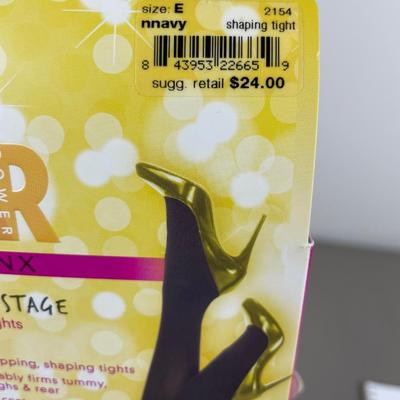 size: E 2154
nnavy shaping tight
8 43953 22665 9
sugg. retail $24.00
R
OWER
NX
STAGE
ghts
pping, shaping tights
ably firms tummy,
ghs & rear